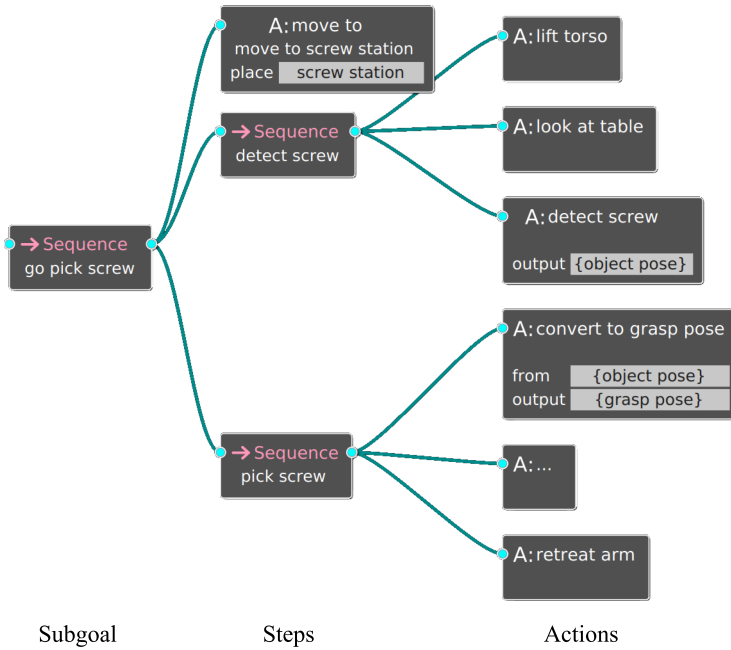 A: move to
move to screw station
place screw station
→ Sequence
detect screw
A: lift torso
A: look at table
A: detect screw
output {object pose}
→ Sequence
go pick screw
A: convert to grasp pose
from {object pose}
output {grasp pose}
→ Sequence
pick screw
A: ...
A: retreat arm
Subgoal Steps Actions